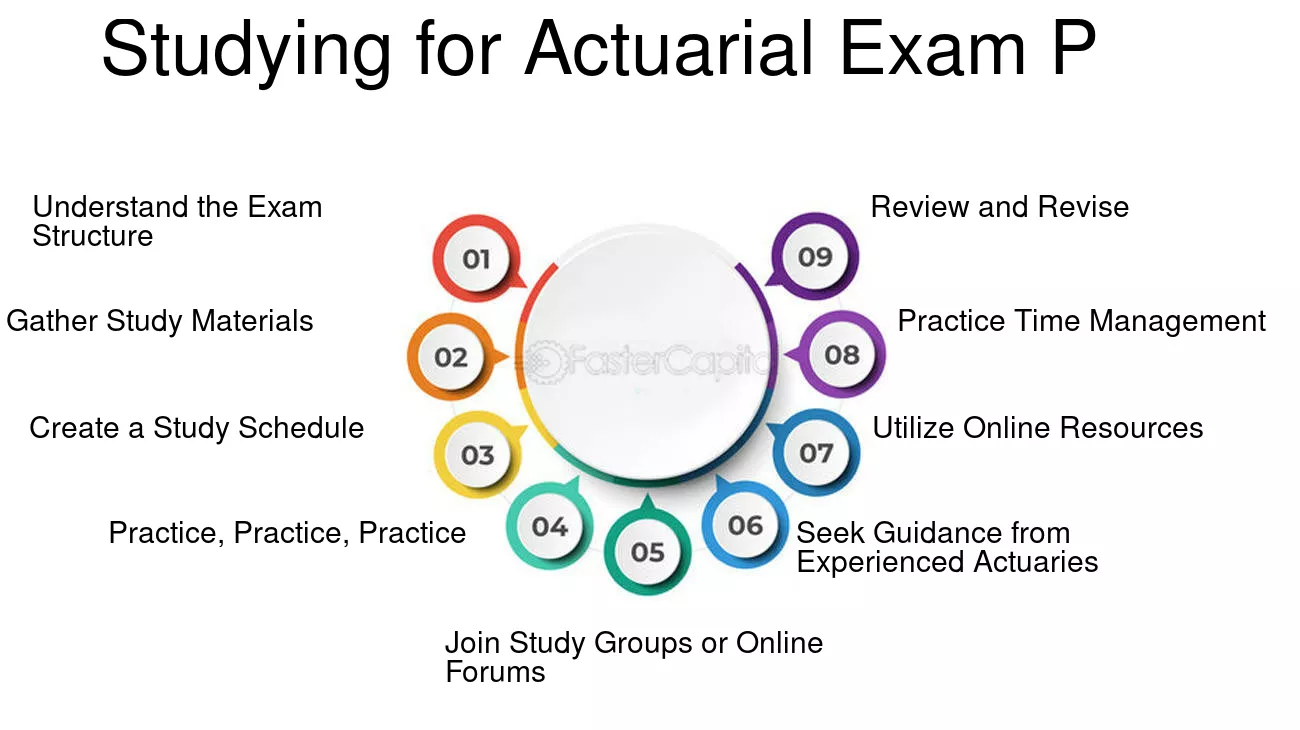 Studying for Actuarial Exam P
Understand the Exam
Structure
01
Gather Study Materials
02
Create a Study Schedule
03
Practice, Practice, Practice
04
Join Study Groups or Online
Forums
05
06
Seek Guidance from
Experienced Actuaries
07
Utilize Online Resources
08
Practice Time Management
09
Review and Revise
FasterCapital